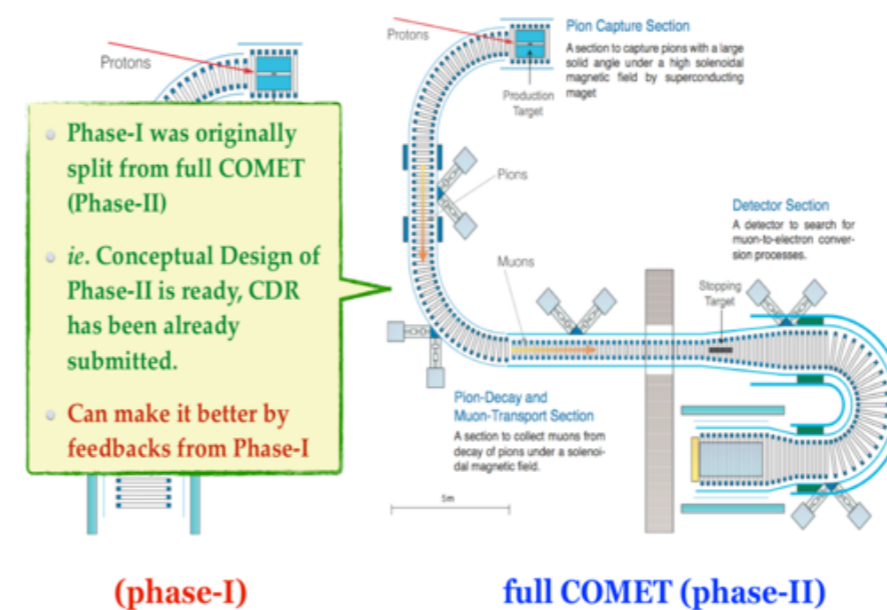 Protons
Phase-I was originally
split from full COMET
(Phase-II)
ie. Conceptual Design of
Phase-II is ready, CDR
has been already
submitted.
Can make it better by
feedbacks from Phase-I
(phase-I)
Protons
Pion Capture Section
A section to capture pions with a large
solid angle under a high solenoidal
magnetic field by superconducting
maget
Production
Target
Pions
Detector Section
A detector to search for
muon-to-electron conver-
sion processes.
Muons
Stopping
Target
Pion-Decay and
Muon-Transport Section
A section to collect muons from
decay of pions under a solenoi-
dal magnetic field.
5m
full COMET (phase-II)